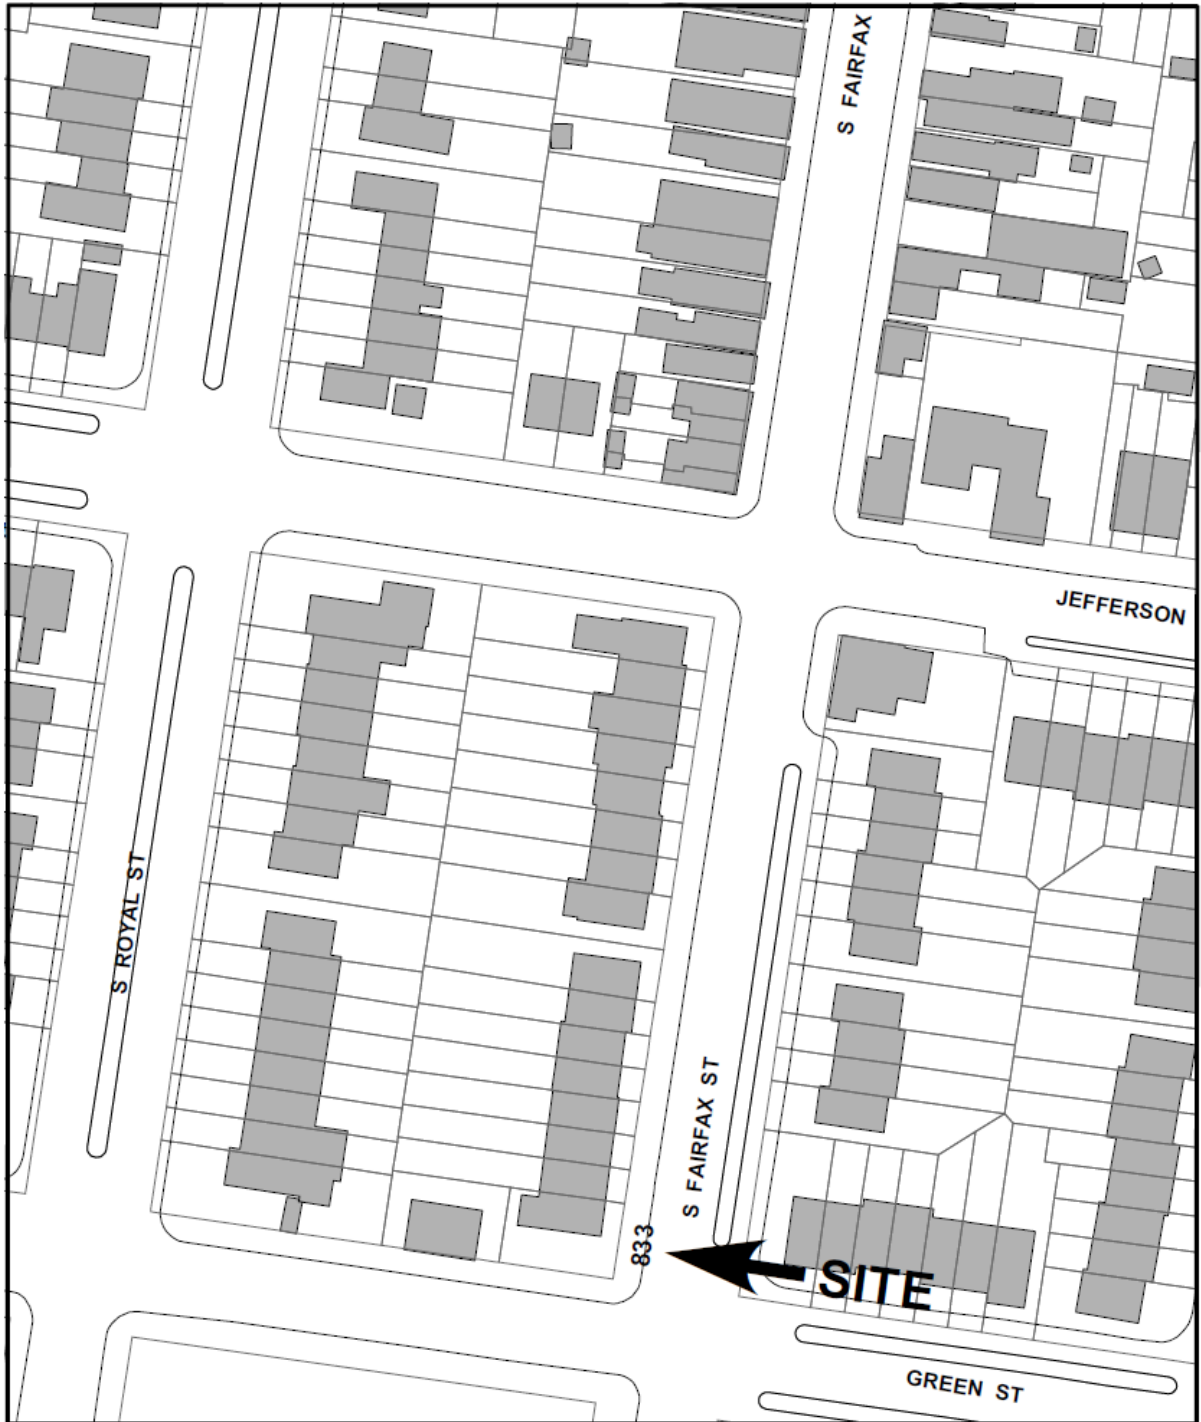 S FAIRFAX
JEFFERSON
S ROYAL ST
S FAIRFAX ST
833
SITE
GREEN ST